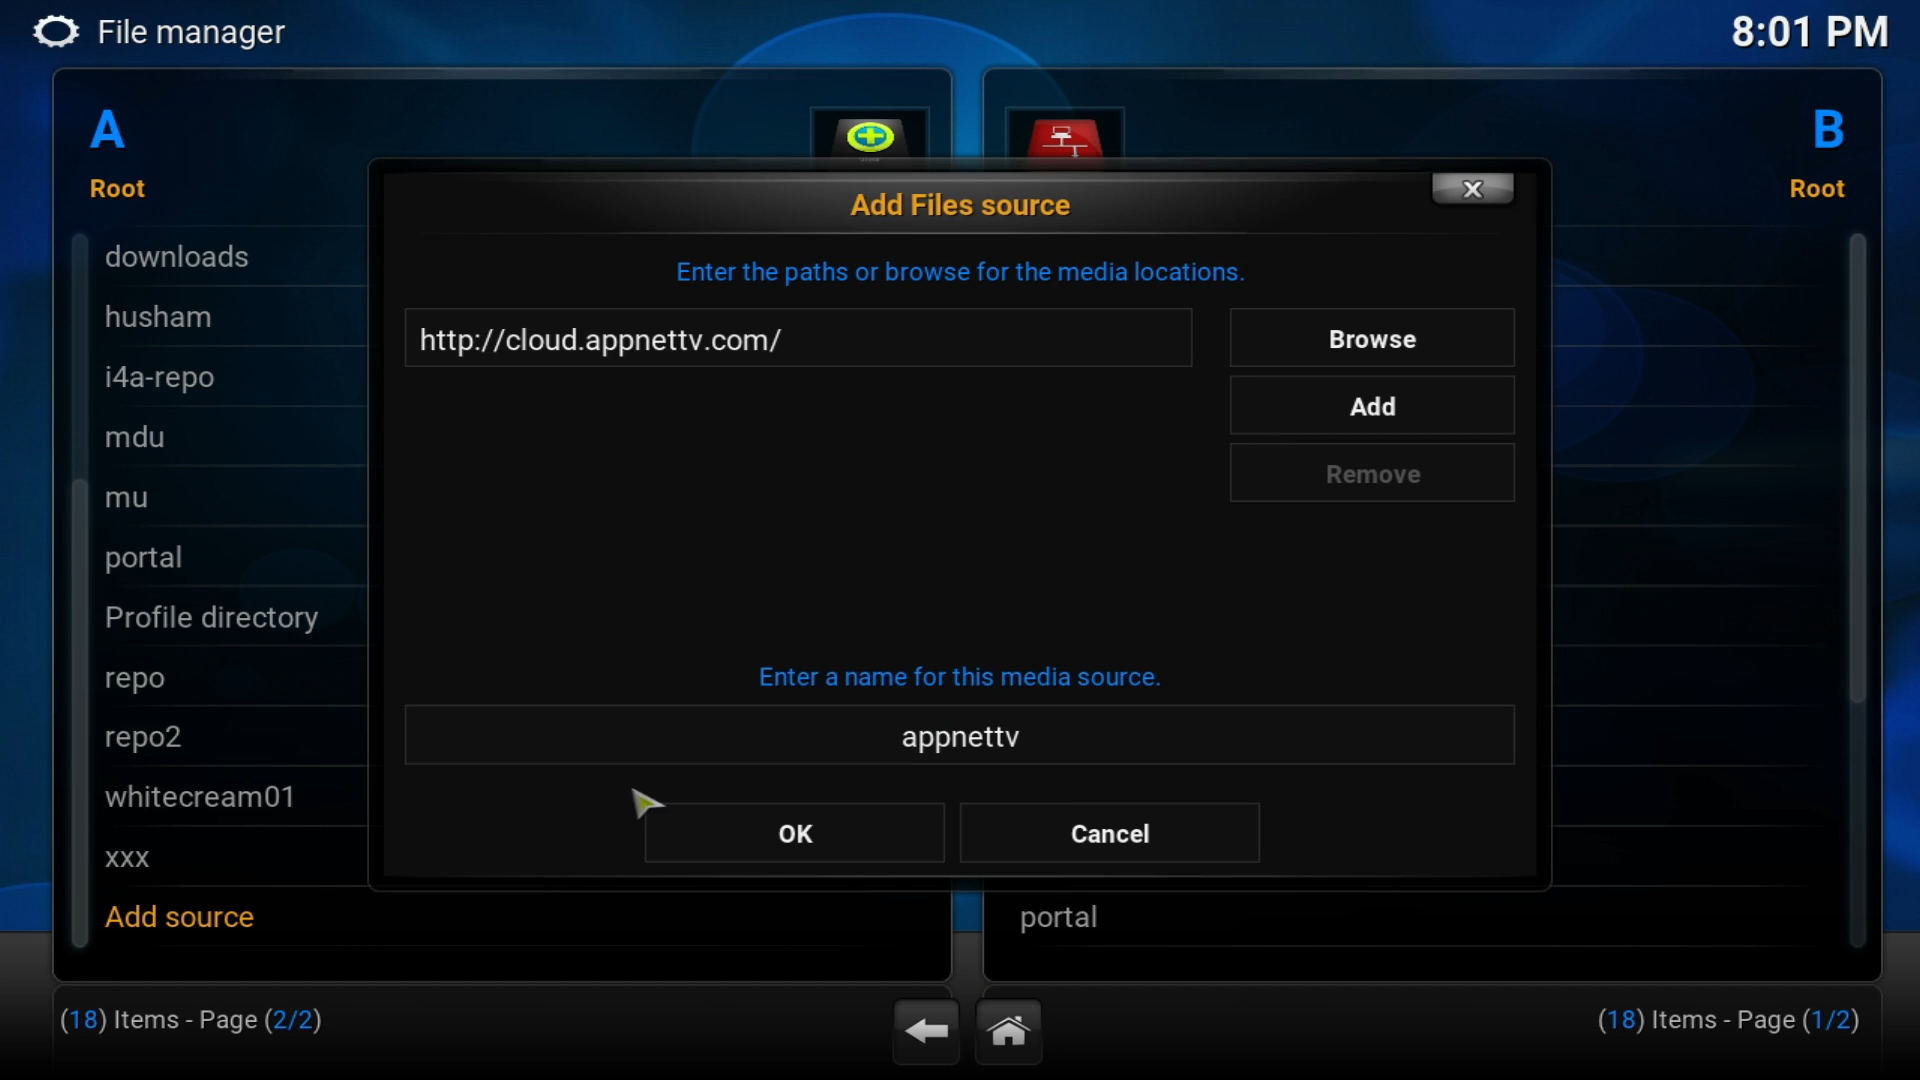 File manager
8:01 PM
A
B
Root
Root
Add Files source
Enter the paths or browse for the media locations.
http://cloud.appnettv.com/
Browse
Add
Remove
Enter a name for this media source.
appnettv
OK
Cancel
downloads
husham
i4a-repo
mdu
mu
portal
Profile directory
repo
repo2
whitecream01
xxx
Add source
portal
(18) Items - Page (2/2)
(18) Items - Page (1/2)